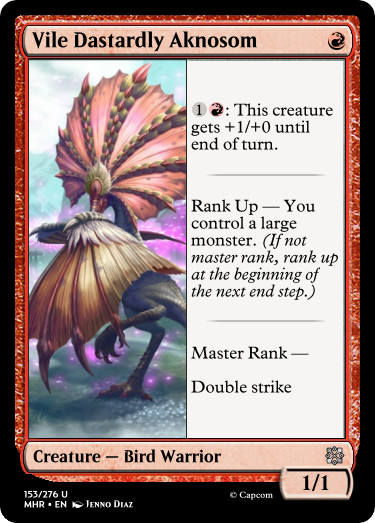 Vile Dastardly Aknosom
1 : This creature
gets +1/+0 until
end of turn.
Rank Up — You
control a large
monster. (If not
master rank, rank up
at the beginning of
the next end step.)
Master Rank —
Double strike
Creature — Bird Warrior
1/1
153/276 U
MHR • EN Jenno Diaz
© Capcom